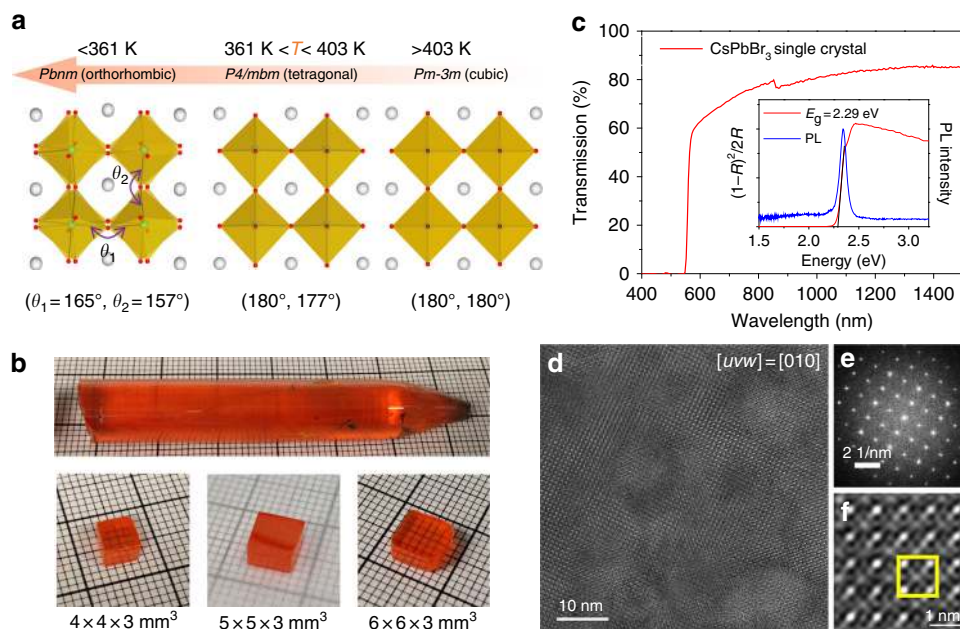 a
<361 K
361 K <T< 403 K
>403 K
Pbnm (orthorhombic)
P4/mbm (tetragonal)
Pm-3m (cubic)
θ2
θ1
(θ1=165°, θ2=157°)
(180°, 177°)
(180°, 180°)
b
4×4×3 mm³
5×5×3 mm³
6×6×3 mm³
c
100
80
60
40
20
0
Transmission (%)
CsPbBr3 single crystal
Eg=2.29 eV
PL
(1–R)²/2R
PL intensity
1.5
2.0
2.5
3.0
Energy (eV)
400
600
800
1000
1200
1400
Wavelength (nm)
d
[uvw]=[010]
10 nm
e
2 1/nm
f
1 nm